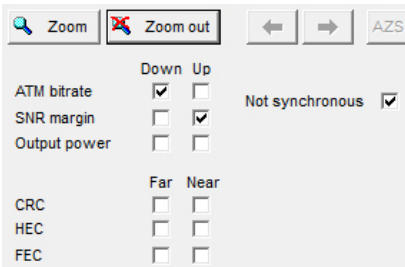 Zoom Zoom out AZS
Down Up
ATM bitrate
Not synchronous
SNR margin
Output power
Far Near
CRC
HEC
FEC